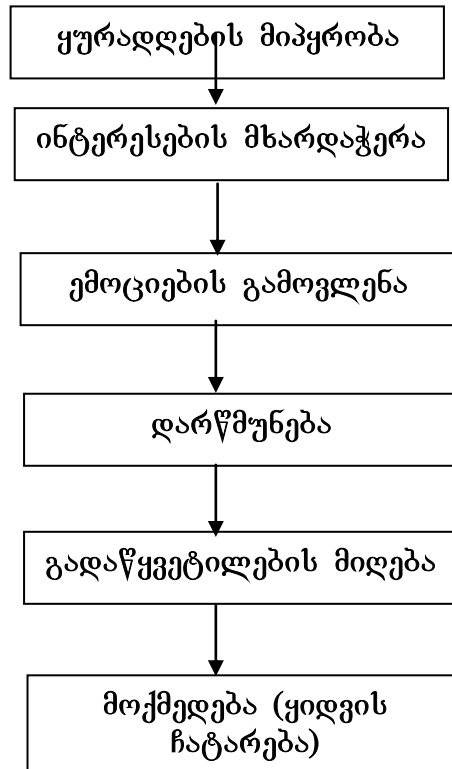 ყურადღების მიპყრობა
ინტერესების მხარდაჭერა
ემოციების გამოვლენა
დარწმუნება
გადაწყვეტილების მიღება
მოქმედება (ყიდვის
ჩატარება)